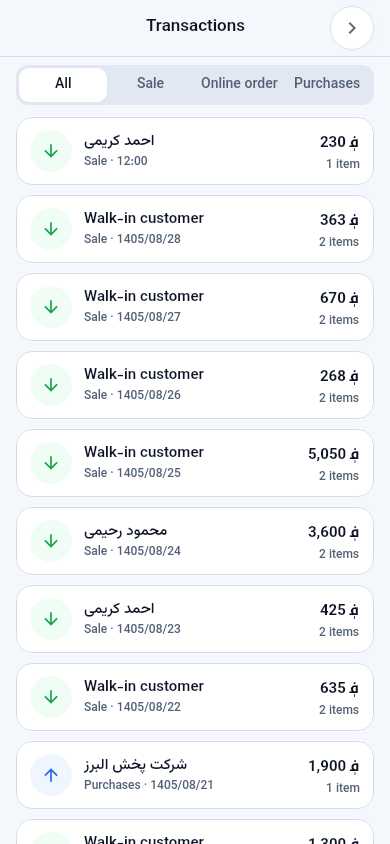 Transactions
All
Sale
Online order
Purchases
احمد کریمی
230 ؋
Sale · 12:00
1 item
Walk-in customer
363 ؋
Sale · 1405/08/28
2 items
Walk-in customer
670 ؋
Sale · 1405/08/27
2 items
Walk-in customer
268 ؋
Sale · 1405/08/26
2 items
Walk-in customer
5,050 ؋
Sale · 1405/08/25
2 items
محمود رحیمی
3,600 ؋
Sale · 1405/08/24
2 items
احمد کریمی
425 ؋
Sale · 1405/08/23
2 items
Walk-in customer
635 ؋
Sale · 1405/08/22
2 items
شرکت پخش البرز
1,900 ؋
Purchases · 1405/08/21
1 item
Walk-in customer
1,300 ؋